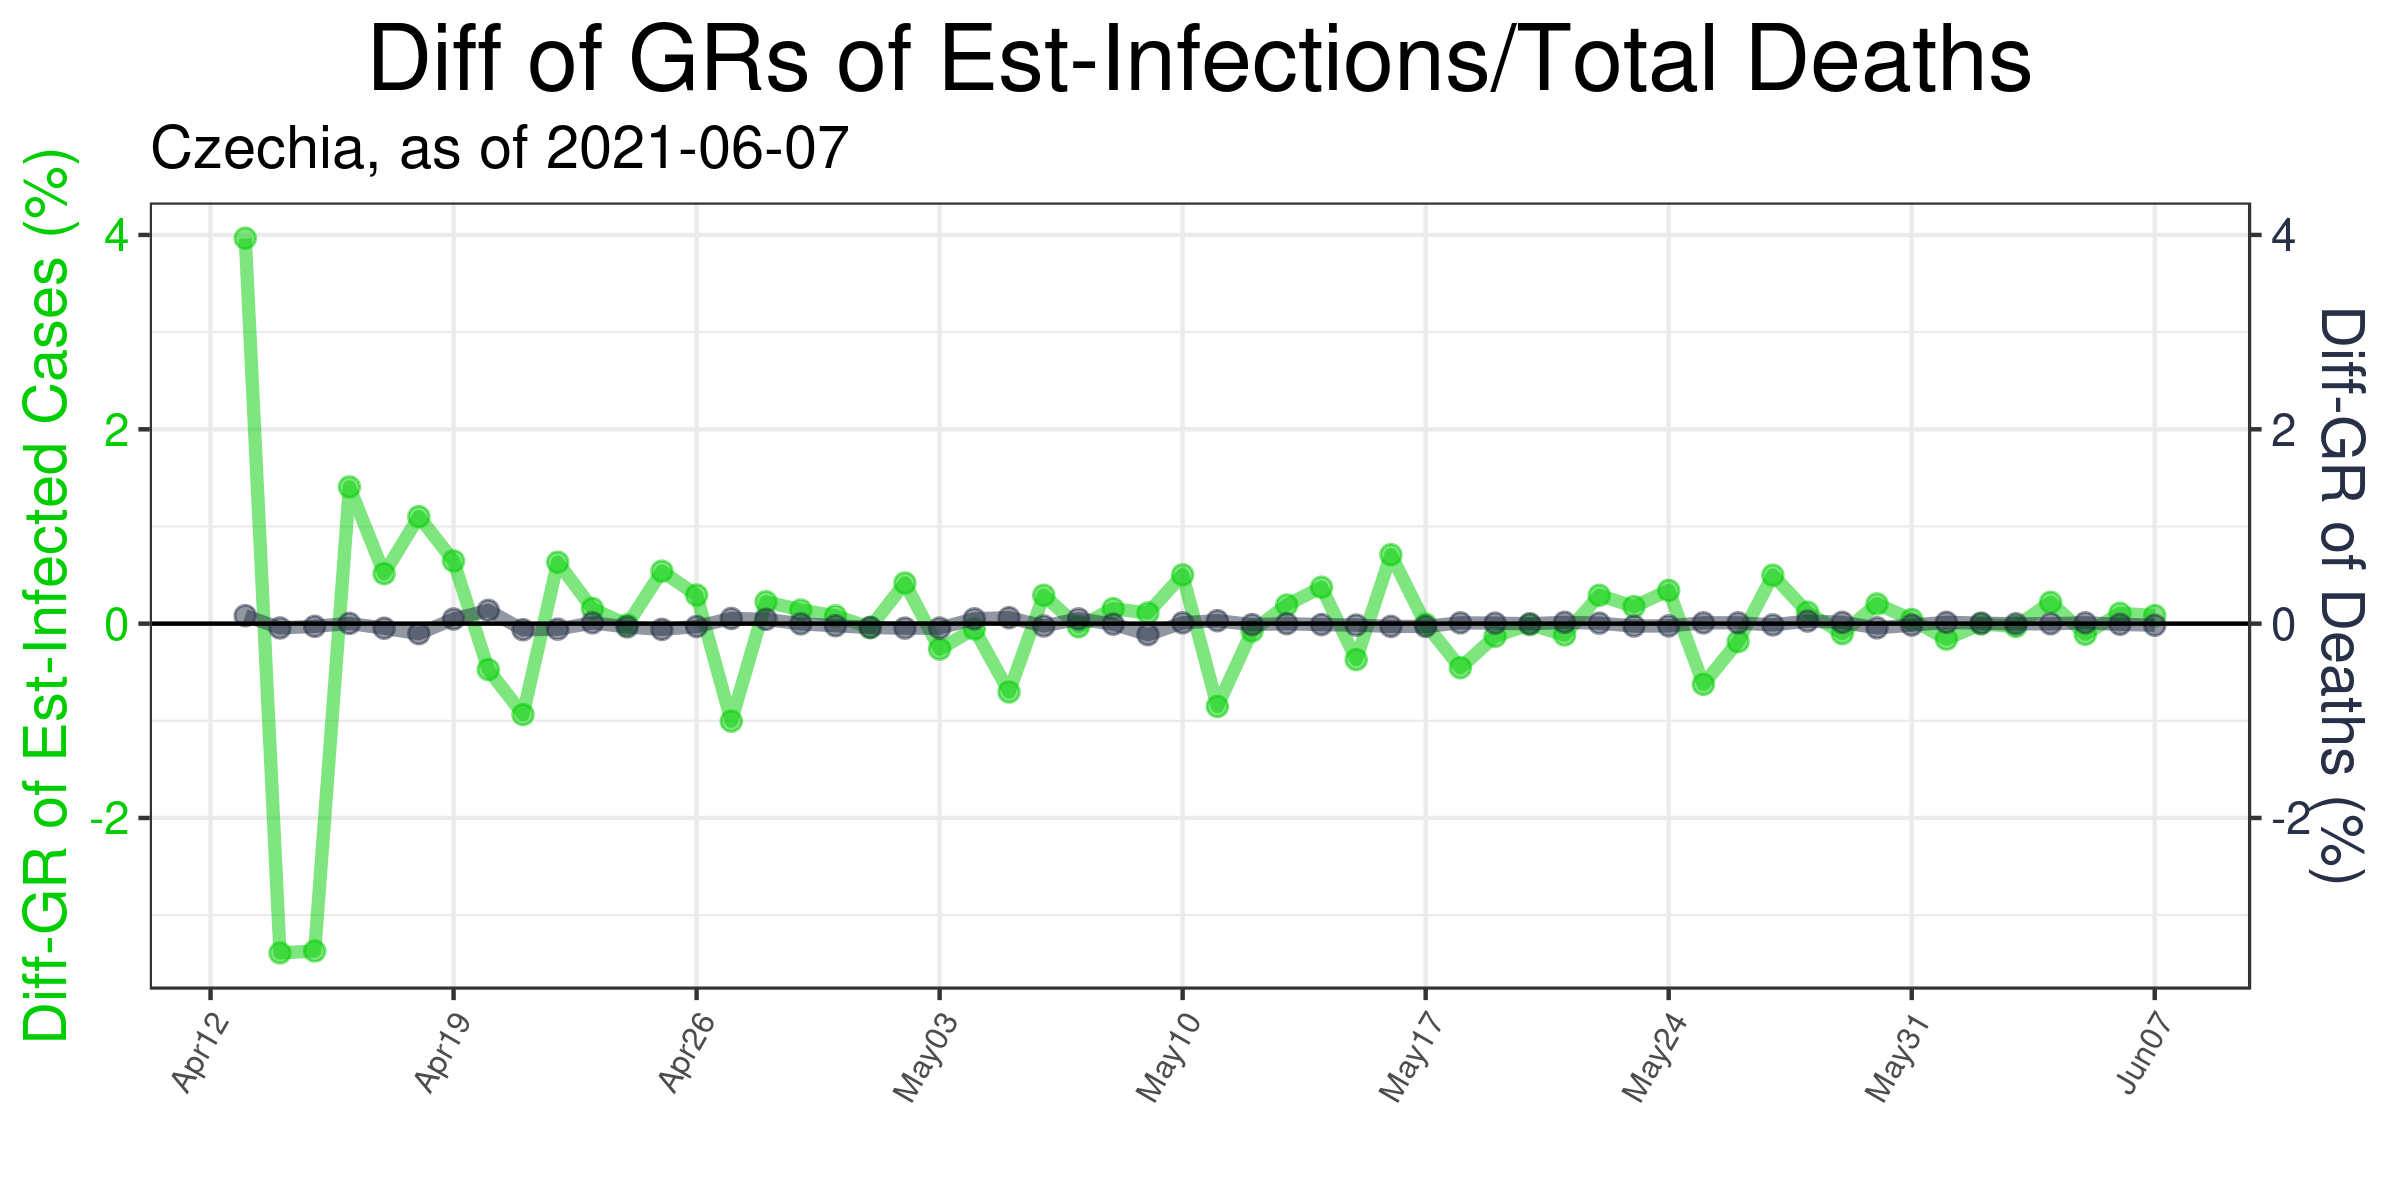 Diff of GRs of Est-Infections/Total Deaths
Czechia, as of 2021-06-07
Diff-GR of Est-Infected Cases (%)
4
2
0
-2
4
2
0
-2
Diff-GR of Deaths (%)
Apr12
Apr19
Apr26
May03
May10
May17
May24
May31
Jun07